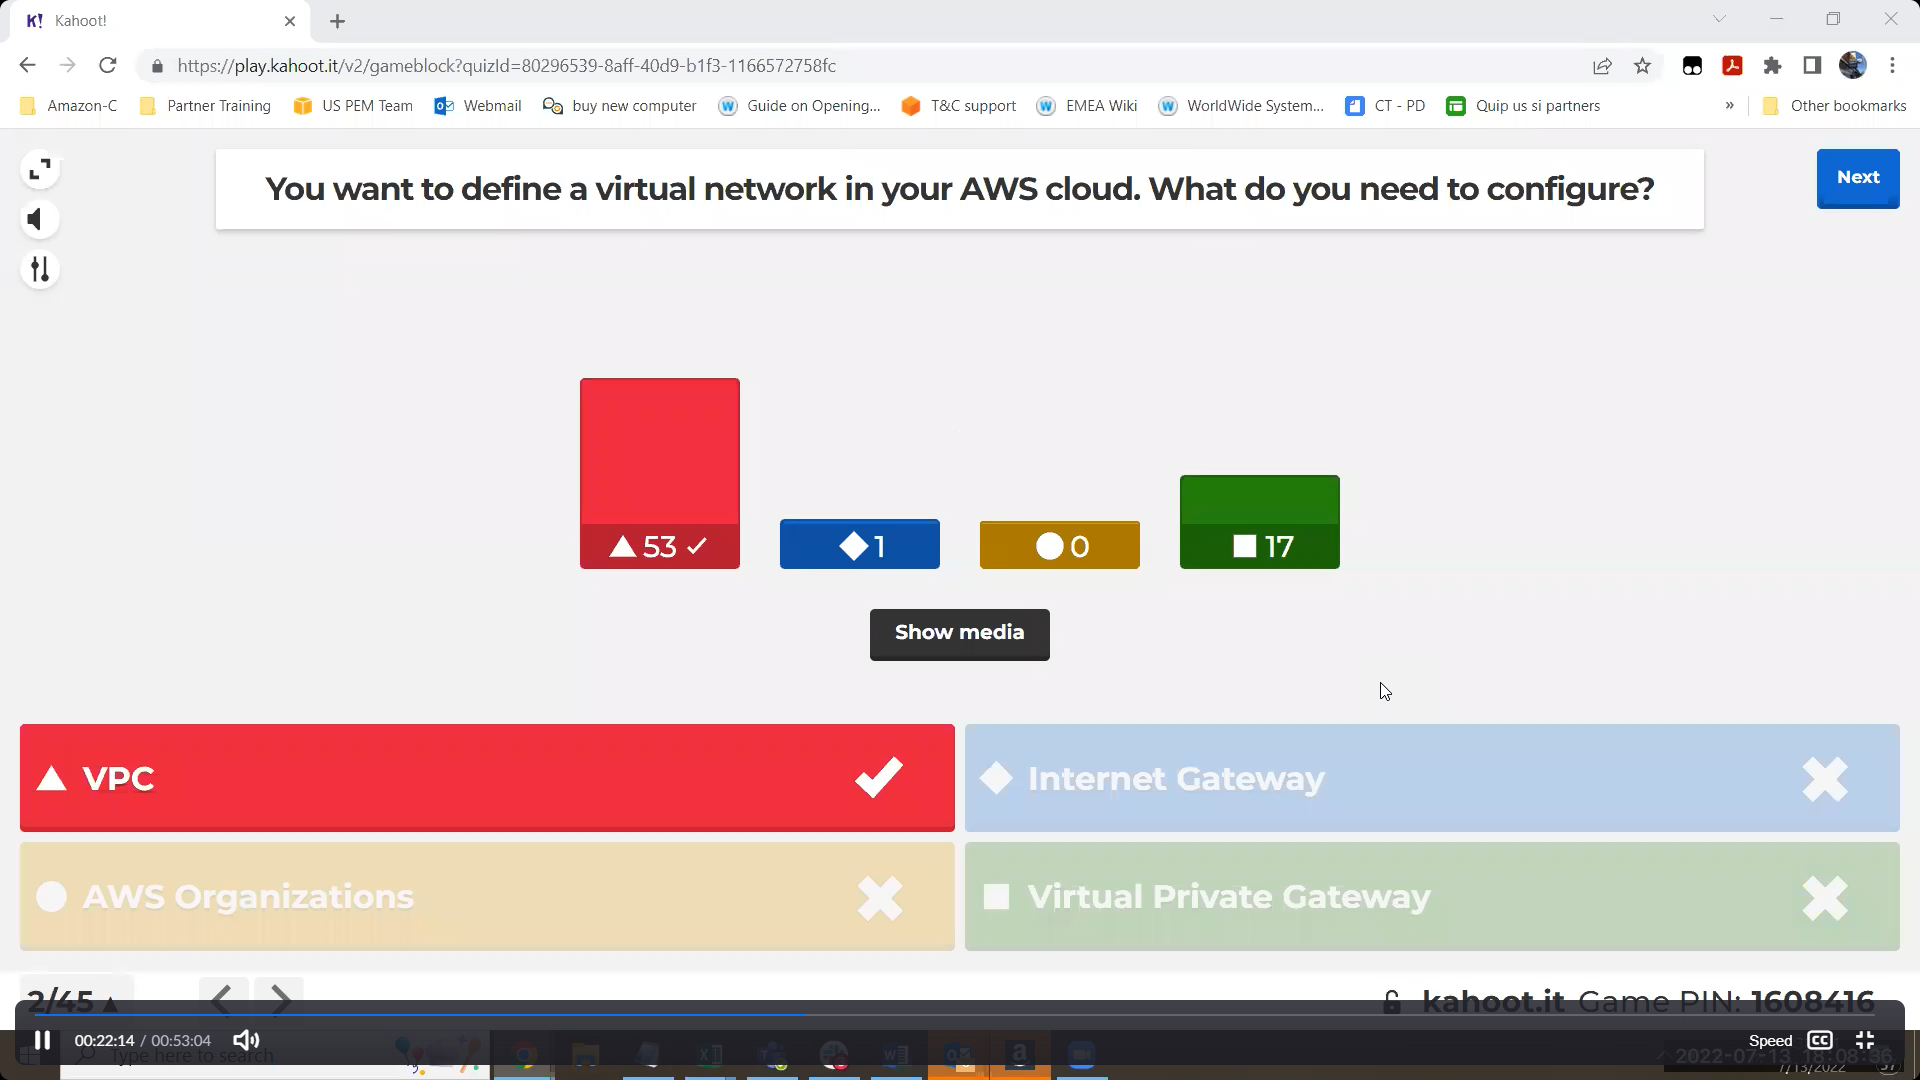 K! Kahoot!
https://play.kahoot.it/v2/gameblock?quizId=80296539-8aff-40d9-b1f3-1166572758fc
Amazon-C Partner Training US PEM Team Webmail buy new computer Guide on Opening... T&C support EMEA Wiki WorldWide System... CT - PD Quip us si partners » Other bookmarks
You want to define a virtual network in your AWS cloud. What do you need to configure?
Next
53 1 0 17
Show media
VPC
Internet Gateway
AWS Organizations
Virtual Private Gateway
2/45
kahoot.it Game PIN: 1608416
00:22:14 / 00:53:04
Speed CC
Type here to search
2022-07-13 18:08:36
7/13/2022